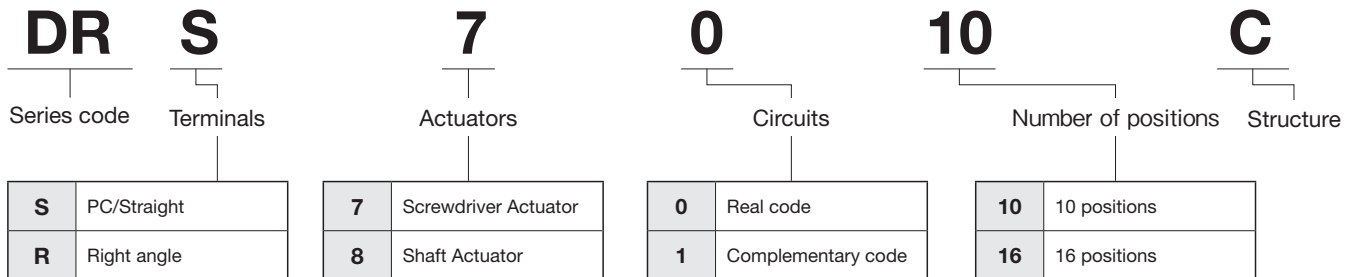 DR S 7 0 10 C
Series code Terminals Actuators Circuits Number of positions Structure
S PC/Straight 7 Screwdriver Actuator 0 Real code 10 10 positions
R Right angle 8 Shaft Actuator 1 Complementary code 16 16 positions